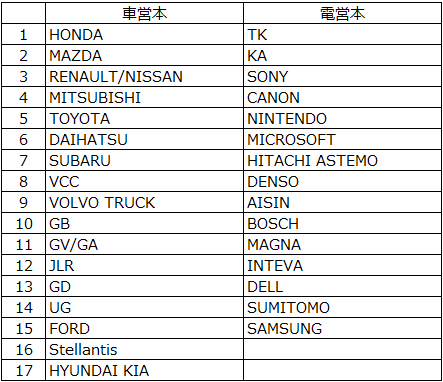 車営本 電営本
1 HONDA TK
2 MAZDA KA
3 RENAULT/NISSAN SONY
4 MITSUBISHI CANON
5 TOYOTA NINTENDO
6 DAIHATSU MICROSOFT
7 SUBARU HITACHI ASTEMO
8 VCC DENSO
9 VOLVO TRUCK AISIN
10 GB BOSCH
11 GV/GA MAGNA
12 JLR INTEVA
13 GD DELL
14 UG SUMITOMO
15 FORD SAMSUNG
16 Stellantis
17 HYUNDAI KIA